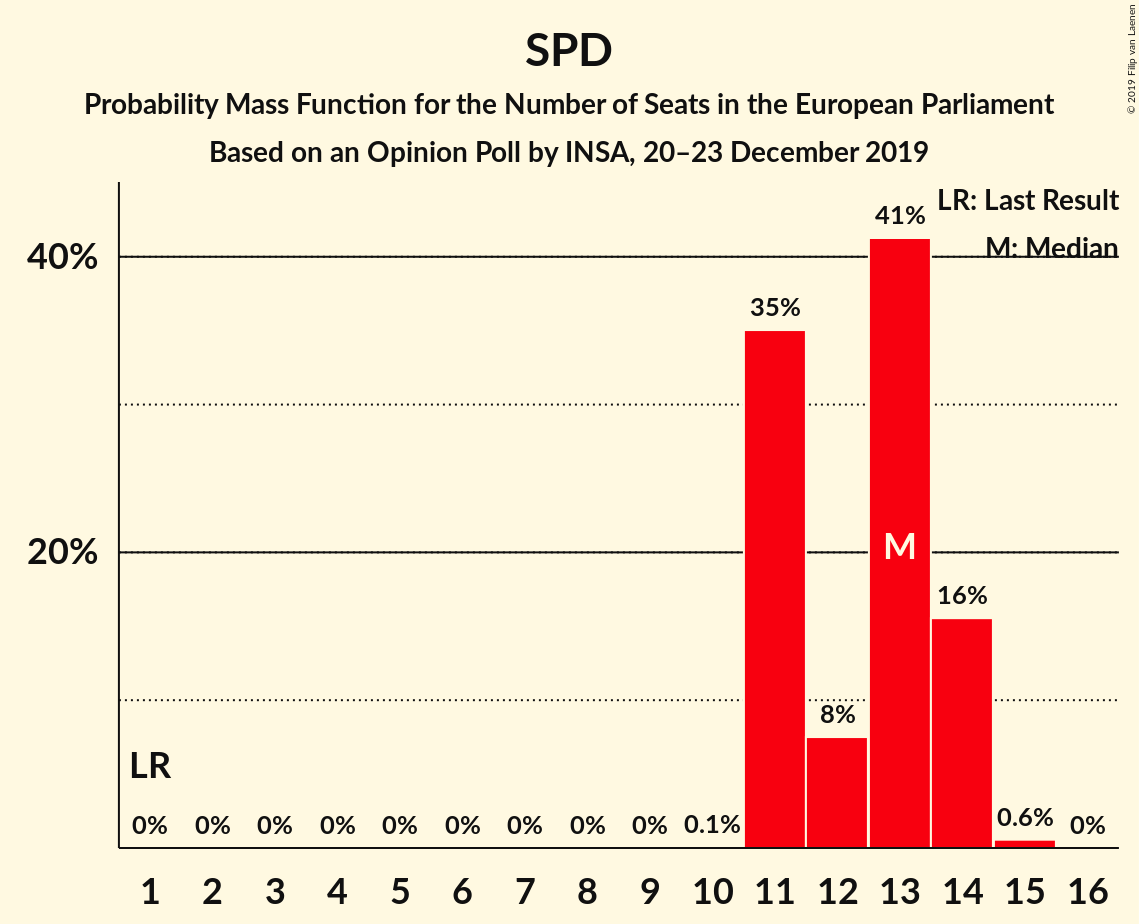 SPD
Probability Mass Function for the Number of Seats in the European Parliament
Based on an Opinion Poll by INSA, 20–23 December 2019
© 2019 Filip van Laenen
LR: Last Result
M: Median
40%
20%
41%
35%
M
16%
8%
LR
0% 0% 0% 0% 0% 0% 0% 0% 0% 0.1% 0.6% 0%
1 2 3 4 5 6 7 8 9 10 11 12 13 14 15 16